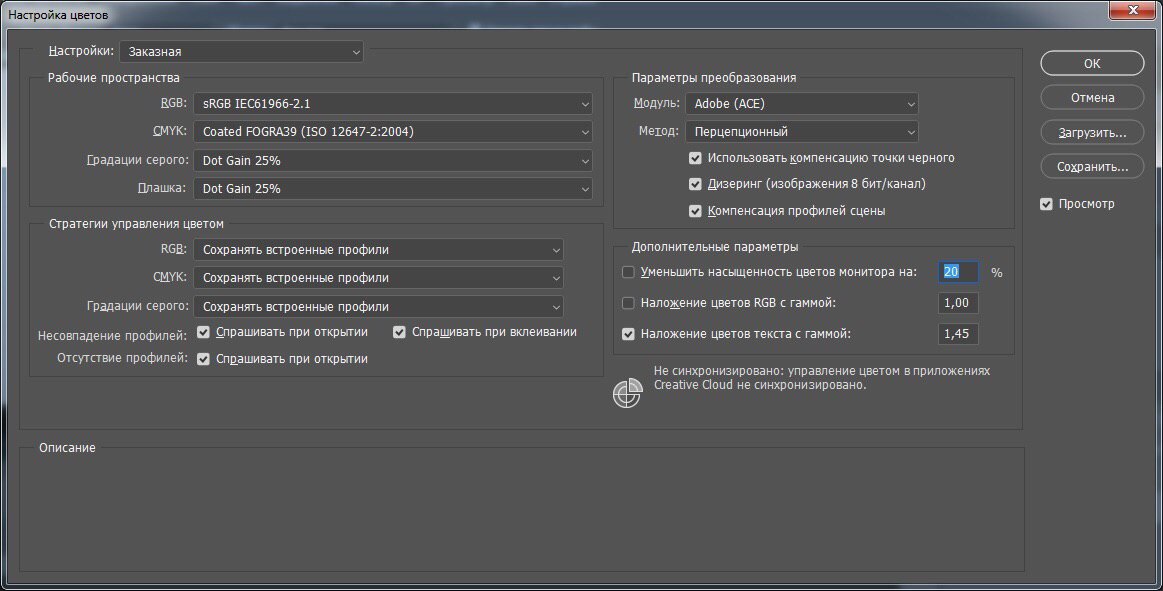 Настройка цветов
Настройки: Заказная
Рабочие пространства
RGB: sRGB IEC61966-2.1
CMYK: Coated FOGRA39 (ISO 12647-2:2004)
Градации серого: Dot Gain 25%
Плашка: Dot Gain 25%
Стратегии управления цветом
RGB: Сохранять встроенные профили
CMYK: Сохранять встроенные профили
Градации серого: Сохранять встроенные профили
Несовпадение профилей: Спрашивать при открытии Спрашивать при вклеивании
Отсутствие профилей: Спрашивать при открытии
Параметры преобразования
Модуль: Adobe (ACE)
Метод: Перцепционный
Использовать компенсацию точки черного
Дизеринг (изображения 8 бит/канал)
Компенсация профилей сцены
Дополнительные параметры
Уменьшить насыщенность цветов монитора на: 20 %
Наложение цветов RGB с гаммой: 1,00
Наложение цветов текста с гаммой: 1,45
Не синхронизировано: управление цветом в приложениях
Creative Cloud не синхронизировано.
ОК
Отмена
Загрузить...
Сохранить...
Просмотр
Описание